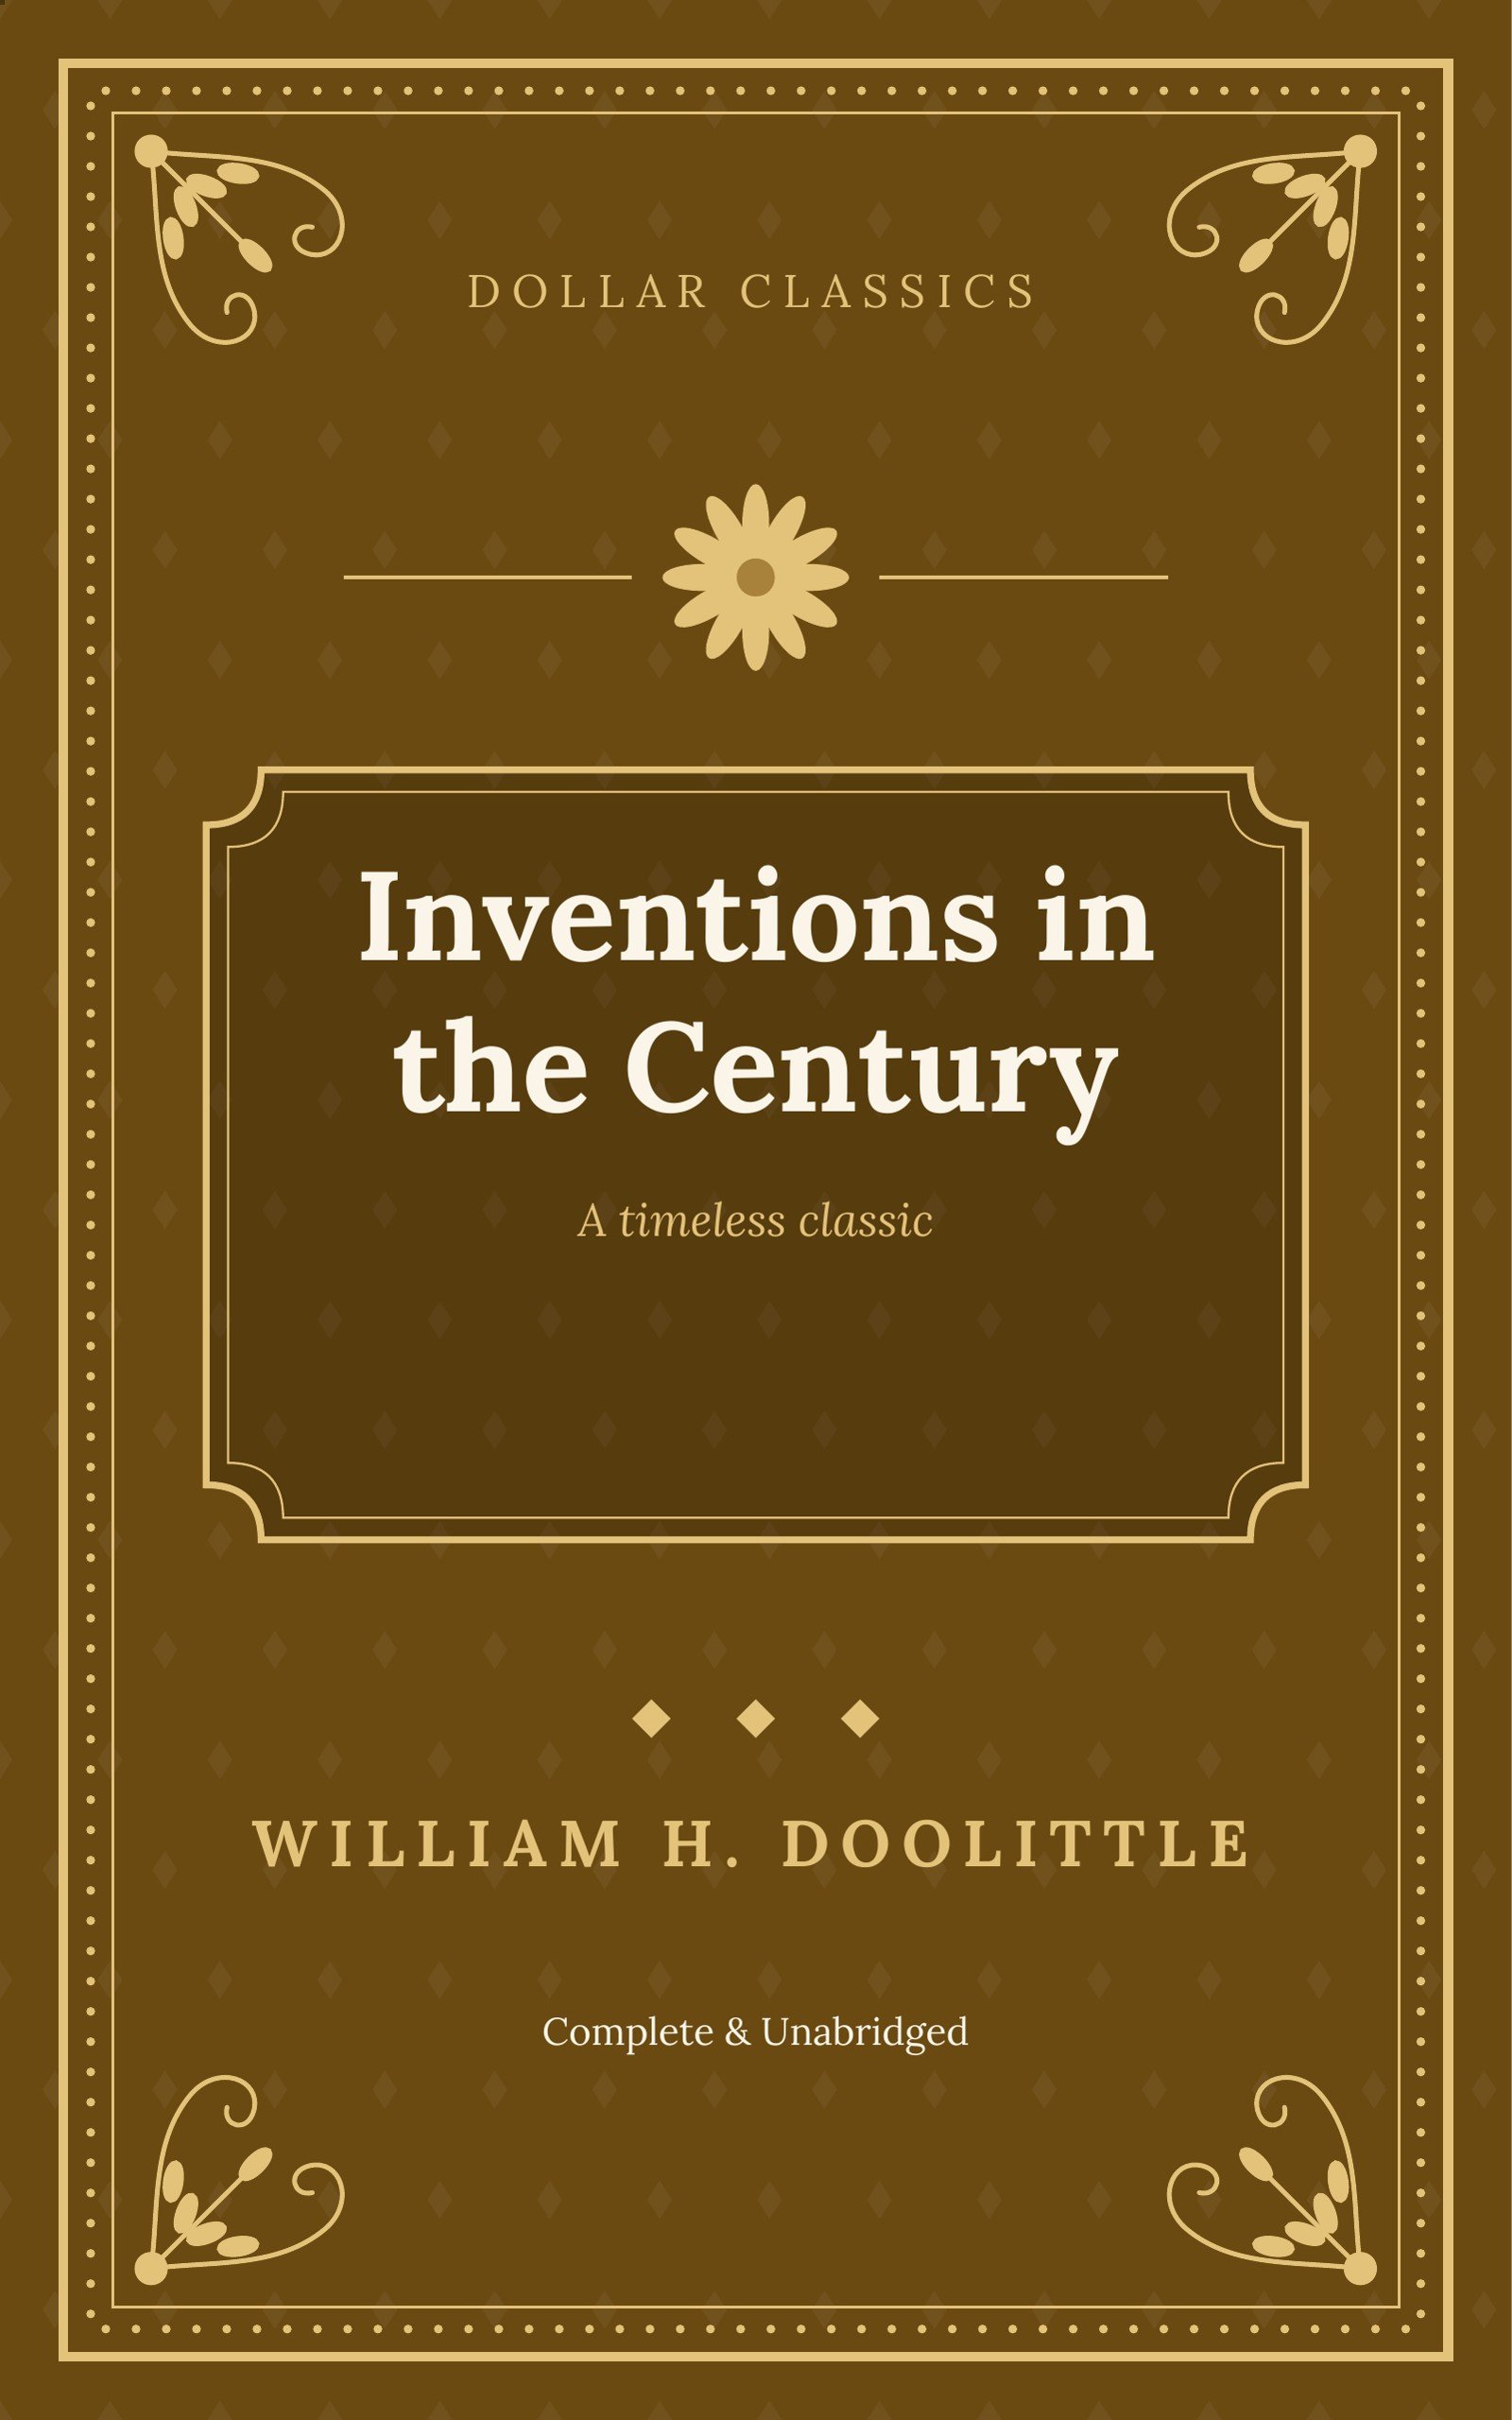 DOLLAR CLASSICS
Inventions in
the Century
A timeless classic
WILLIAM H. DOOLITTLE
Complete & Unabridged